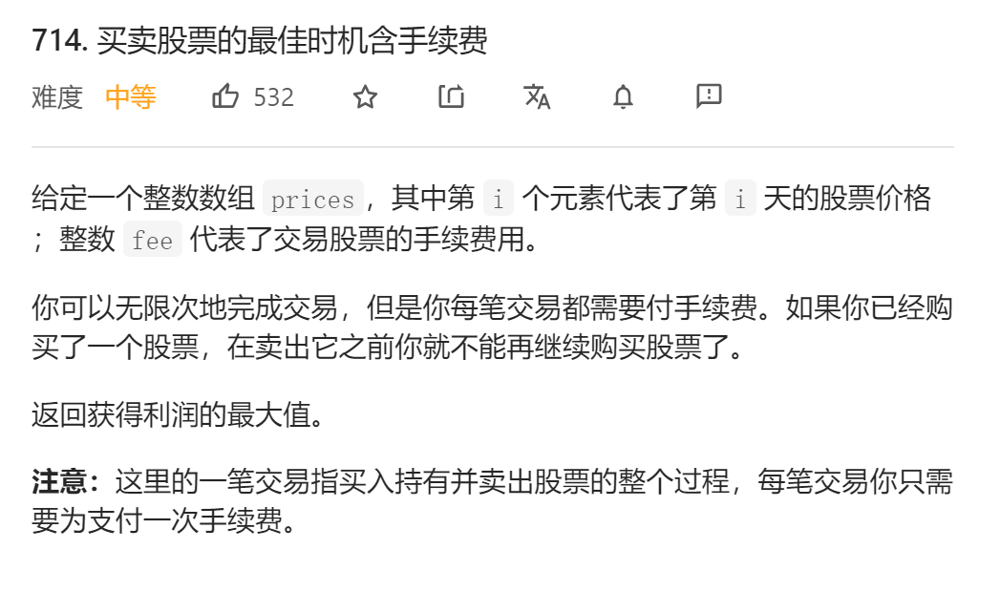 714. 买卖股票的最佳时机含手续费
难度 中等 532
给定一个整数数组 prices，其中第 i 个元素代表了第 i 天的股票价格
；整数 fee 代表了交易股票的手续费用。
你可以无限次地完成交易，但是你每笔交易都需要付手续费。如果你已经购
买了一个股票，在卖出它之前你就不能再继续购买股票了。
返回获得利润的最大值。
注意：这里的一笔交易指买入持有并卖出股票的整个过程，每笔交易你只需
要为支付一次手续费。